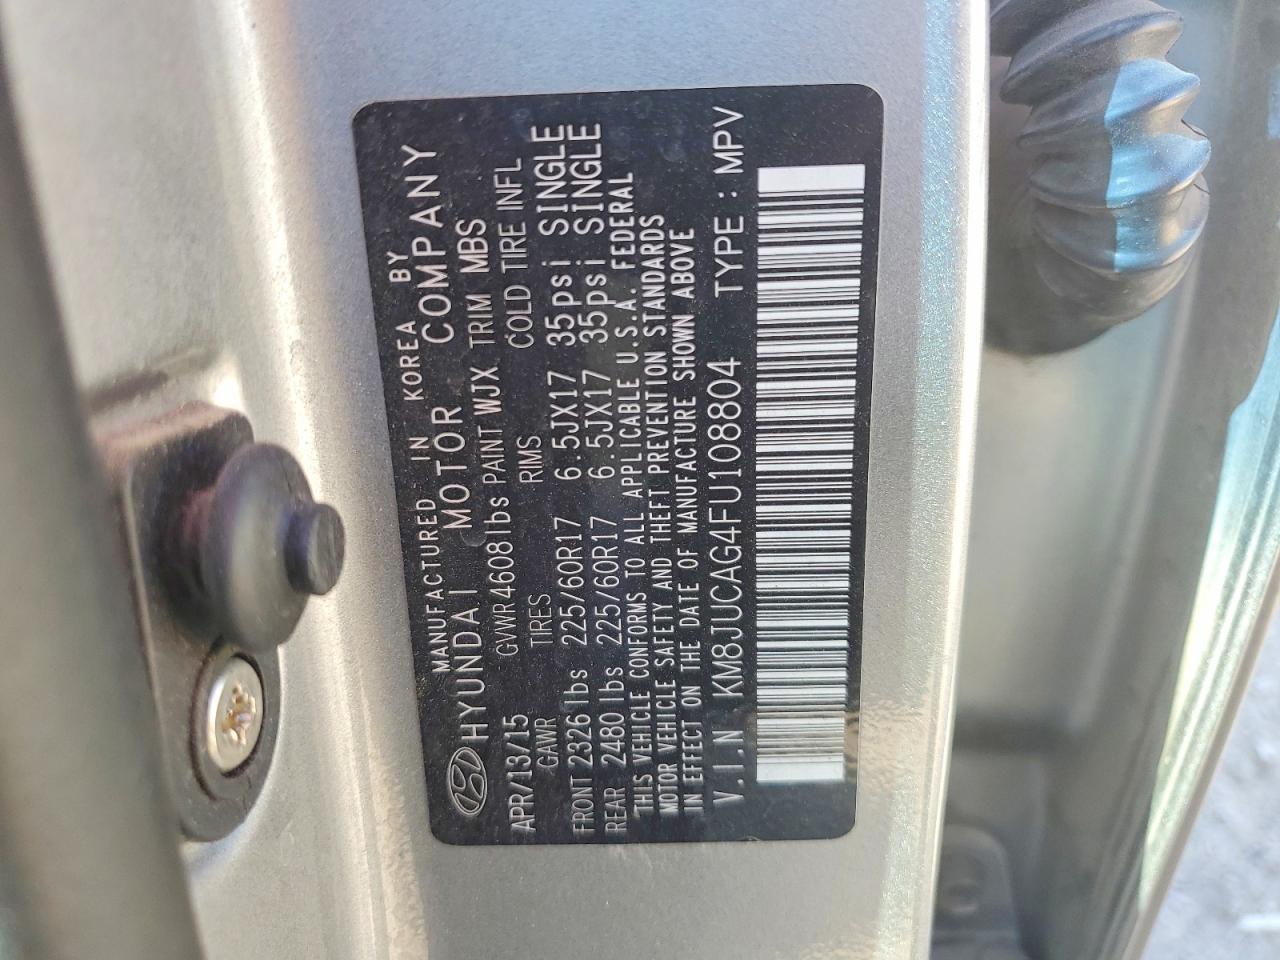 MANUFACTURED IN KOREA BY
HYUNDAI MOTOR COMPANY
APR/13/15 GVWR 4608lbs PAINT WJX TRIM MBS
GAWR TIRES RIMS COLD TIRE INFL
FRONT 2326lbs 225/60R17 6.5JX17 35psi SINGLE
REAR 2480lbs 225/60R17 6.5JX17 35psi SINGLE
THIS VEHICLE CONFORMS TO ALL APPLICABLE U.S.A. FEDERAL
MOTOR VEHICLE SAFETY AND THEFT PREVENTION STANDARDS
IN EFFECT ON THE DATE OF MANUFACTURE SHOWN ABOVE
V.I.N KM8JUCAG4FU108804 TYPE : MPV